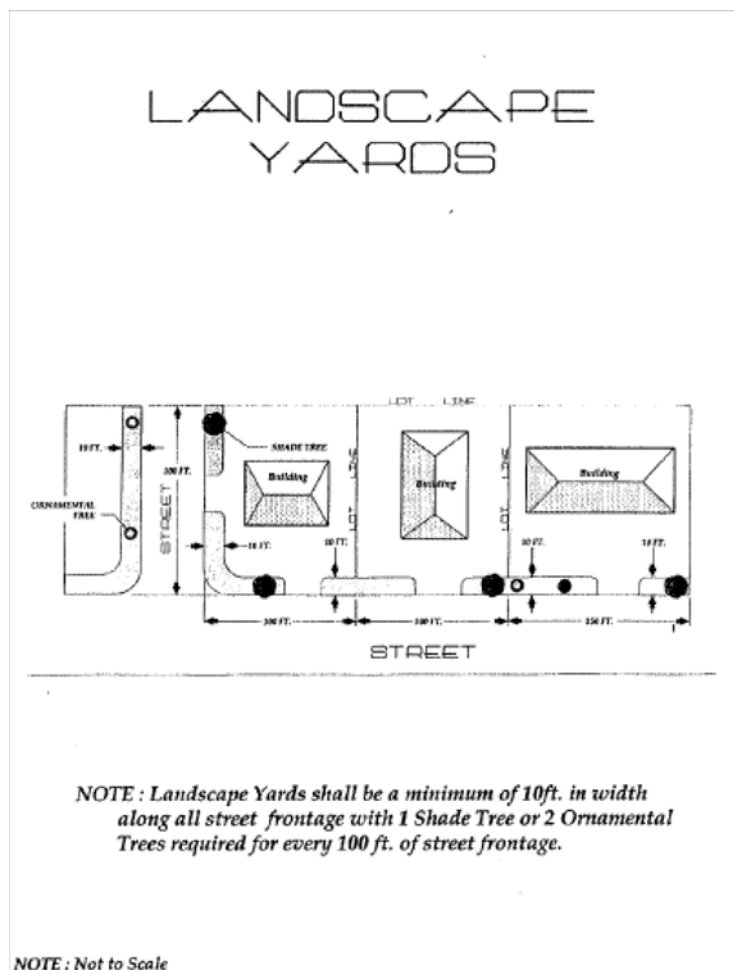 LANDSCAPE
YARDS
LOT LINE
10 FT.
SHADE TREE
100 FT.
Building
Building
Building
LOT LINE
LOT LINE
ORNAMENTAL
TREE
STREET
10 FT.
10 FT.
10 FT.
10 FT.
100 FT.
100 FT.
150 FT.
STREET
NOTE : Landscape Yards shall be a minimum of 10ft. in width
along all street frontage with 1 Shade Tree or 2 Ornamental
Trees required for every 100 ft. of street frontage.
NOTE : Not to Scale